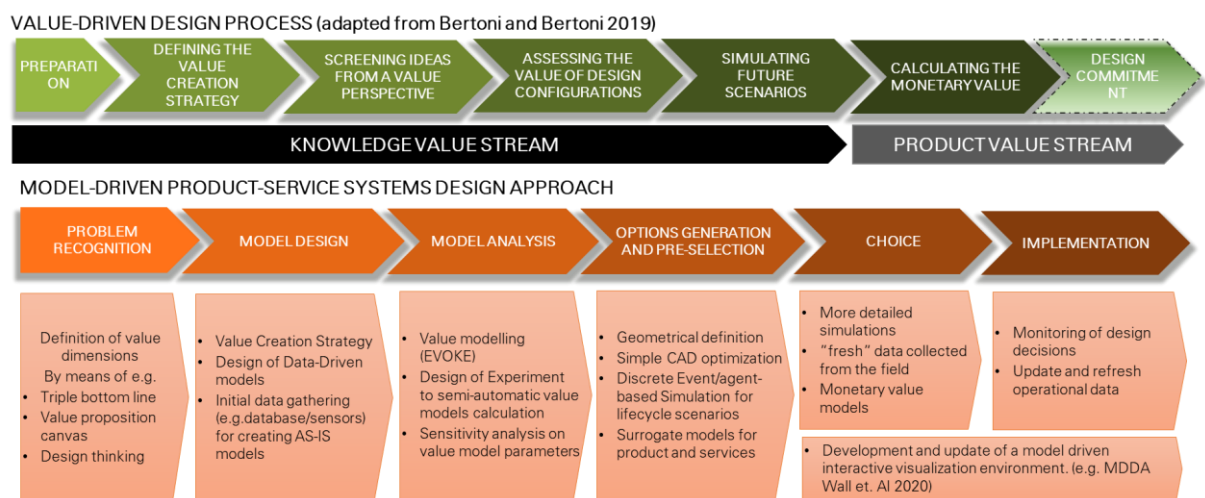 VALUE-DRIVEN DESIGN PROCESS (adapted from Bertoni and Bertoni 2019)
PREPARATI
ON
DEFINING THE
VALUE
CREATION
STRATEGY
SCREENING IDEAS
FROM A VALUE
PERSPECTIVE
ASSESSING THE
VALUE OF DESIGN
CONFIGURATIONS
SIMULATING
FUTURE
SCENARIOS
CALCULATING THE
MONETARY VALUE
DESIGN
COMMITME
NT
KNOWLEDGE VALUE STREAM
PRODUCT VALUE STREAM
MODEL-DRIVEN PRODUCT-SERVICE SYSTEMS DESIGN APPROACH
PROBLEM
RECOGNITION
MODEL DESIGN
MODEL ANALYSIS
OPTIONS GENERATION
AND PRE-SELECTION
CHOICE
IMPLEMENTATION
Definition of value
dimensions
By means of e.g.
• Triple bottom line
• Value proposition
canvas
• Design thinking
• Value Creation Strategy
• Design of Data-Driven
models
• Initial data gathering
(e.g.database/sensors)
for creating AS-IS
models
• Value modelling
(EVOKE)
• Design of Experiment
to semi-automatic value
models calculation
• Sensitivity analysis on
value model parameters
• Geometrical definition
• Simple CAD optimization
• Discrete Event/agent-
based Simulation for
lifecycle scenarios
• Surrogate models for
product and services
• More detailed
simulations
• "fresh" data collected
from the field
• Monetary value
models
• Monitoring of design
decisions
• Update and refresh
operational data
• Development and update of a model driven
interactive visualization environment. (e.g. MDDA
Wall et. Al 2020)